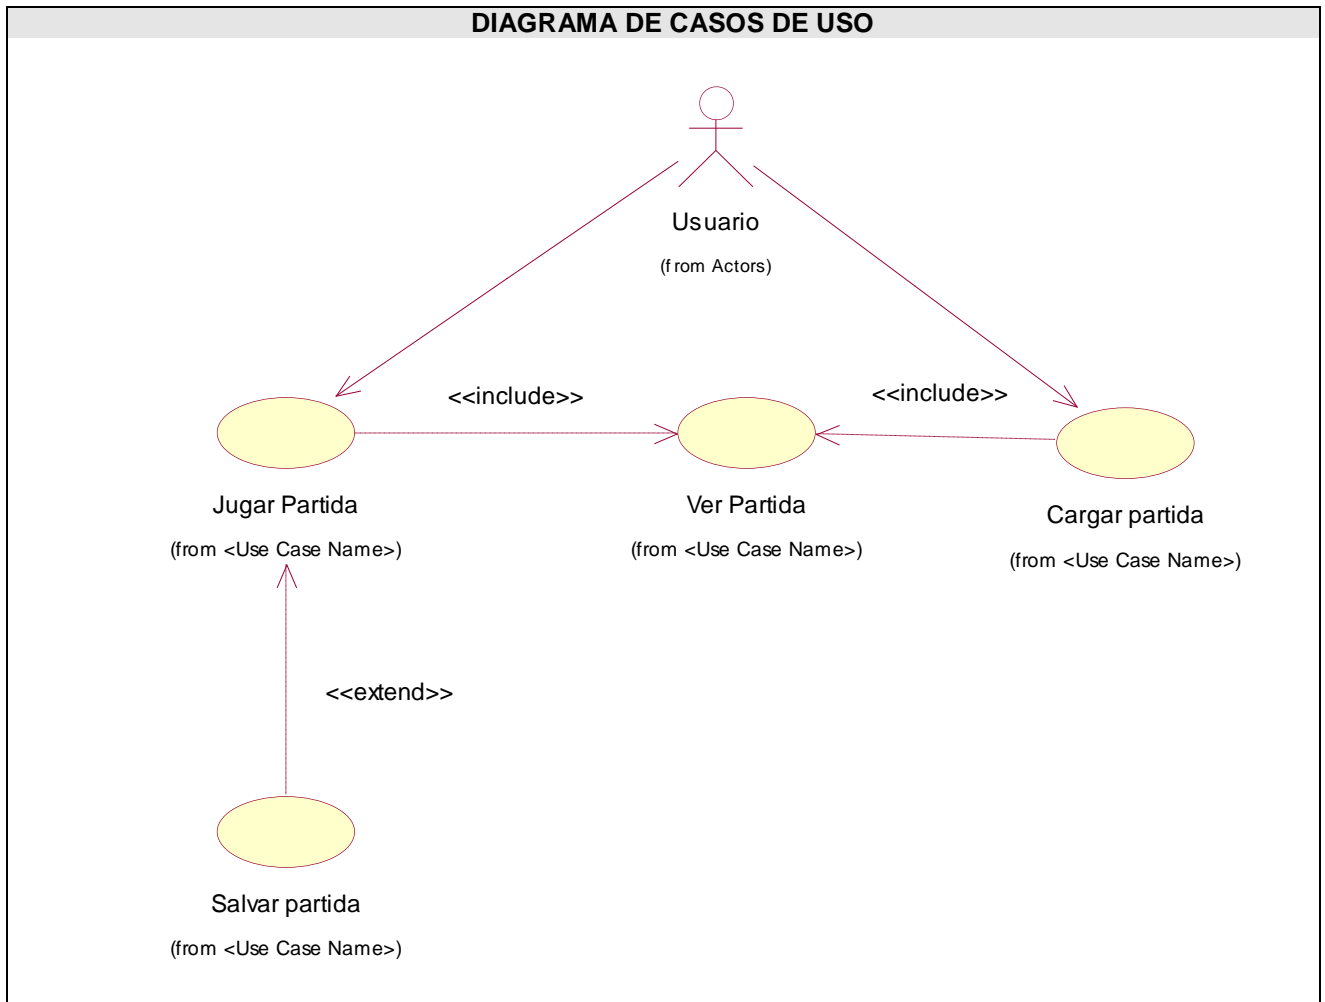 DIAGRAMA DE CASOS DE USO
Usuario
(from Actors)
<<include>>
<<include>>
Jugar Partida
(from <Use Case Name>)
Ver Partida
(from <Use Case Name>)
Cargar partida
(from <Use Case Name>)
<<extend>>
Salvar partida
(from <Use Case Name>)